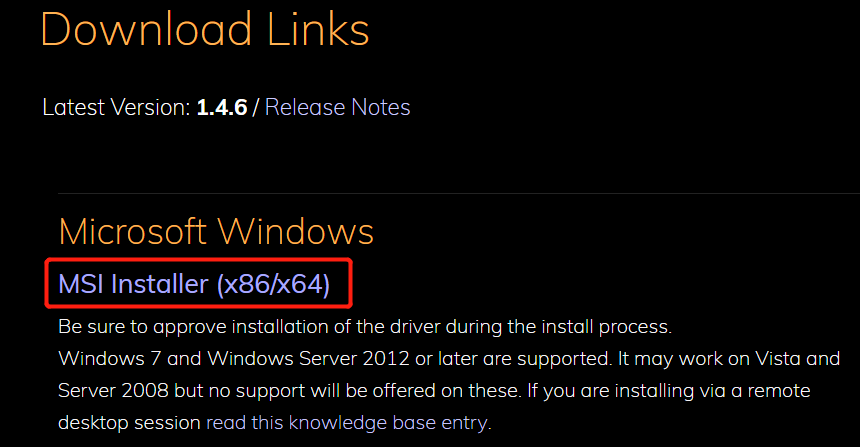 Download Links
Latest Version: 1.4.6 / Release Notes
Microsoft Windows
MSI Installer (x86/x64)
Be sure to approve installation of the driver during the install process.
Windows 7 and Windows Server 2012 or later are supported. It may work on Vista and
Server 2008 but no support will be offered on these. If you are installing via a remote
desktop session read this knowledge base entry.